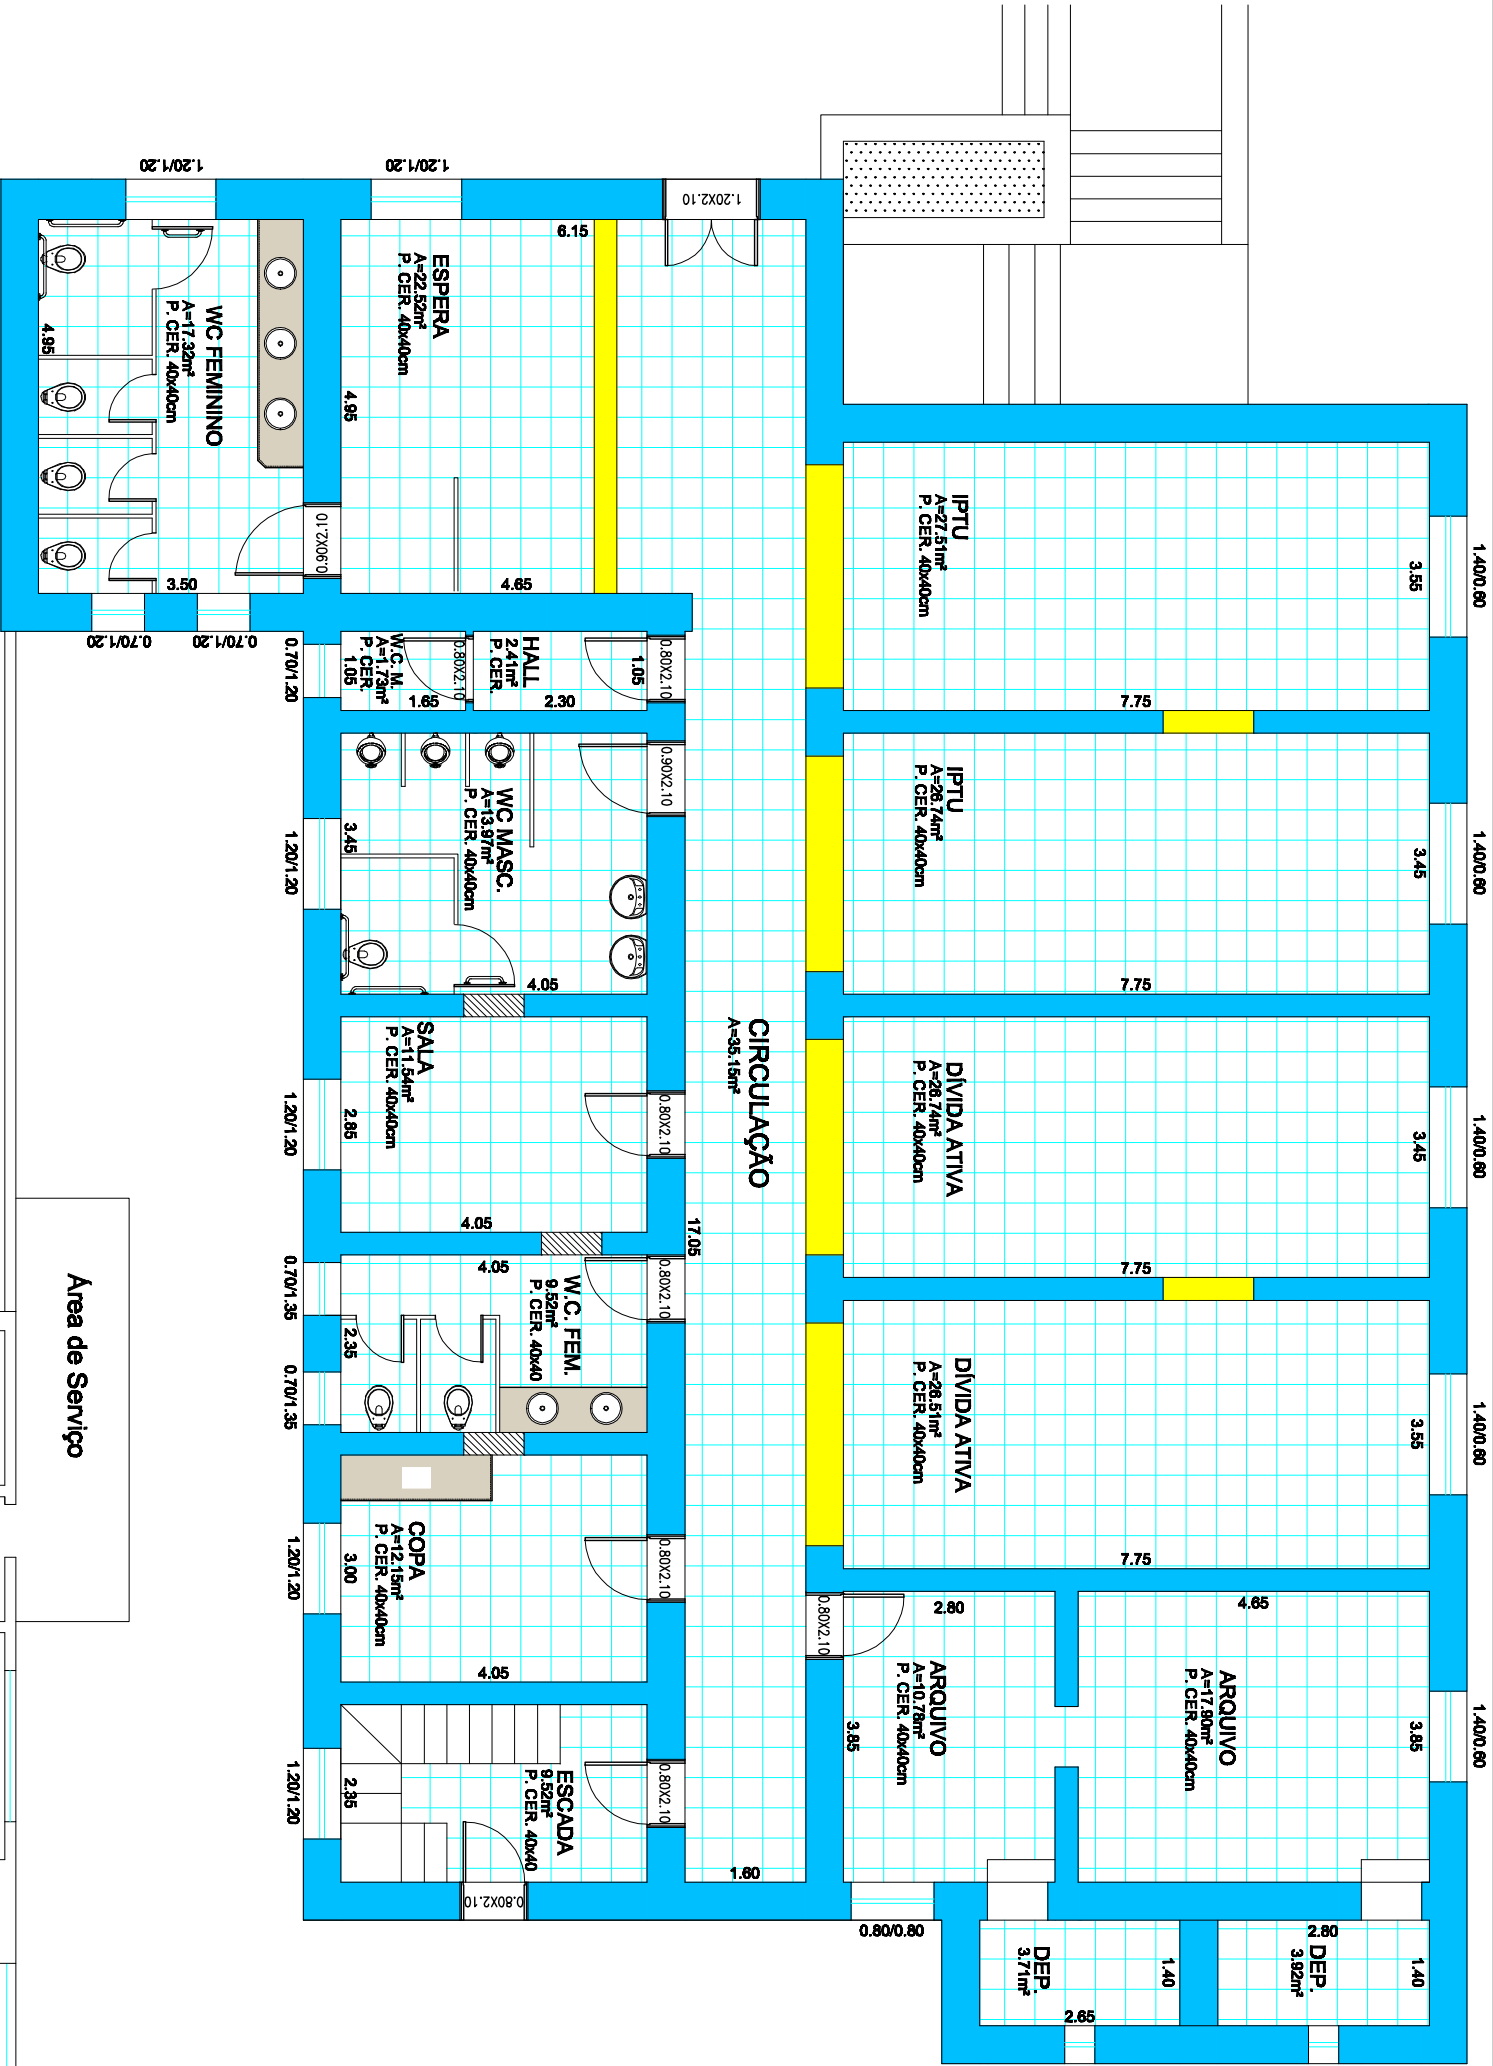 1.40/0.60
1.40/0.60
1.40/0.60
1.40/0.60
1.40/0.60
3.55
3.45
3.45
3.55
3.85
1.40
IPTU
A=27.51m²
P. CER. 40x40cm
7.75
IPTU
A=26.74m²
P. CER. 40x40cm
7.75
DÍVIDA ATIVA
A=26.74m²
P. CER. 40x40cm
7.75
DÍVIDA ATIVA
A=26.51m²
P. CER. 40x40cm
7.75
ARQUIVO
A=17.90m²
P. CER. 40x40cm
4.65
DEP.
3.92m²
2.80
ARQUIVO
A=10.78m²
P. CER. 40x40cm
2.80
3.85
0.80X2.10
DEP.
3.71m²
1.40
2.65
0.80/0.80
1.20X2.10
CIRCULAÇÃO
A=35.15m²
17.05
1.60
1.20/1.20
ESPERA
A=22.52m²
P. CER. 40x40cm
6.15
4.95
4.65
HALL
2.41m²
P. CER.
1.05
2.30
0.80X2.10
0.80X2.10
W.C. M.
A=1.73m²
P. CER.
1.05
1.65
0.70/1.20
WC MASC.
A=13.97m²
P. CER. 40x40cm
3.45
4.05
0.90X2.10
1.20/1.20
SALA
A=11.54m²
P. CER. 40x40cm
2.85
4.05
0.80X2.10
1.20/1.20
W.C. FEM.
9.52m²
P. CER. 40x40
4.05
2.35
0.80X2.10
0.70/1.35
0.70/1.35
COPA
A=12.15m²
P. CER. 40x40cm
3.00
4.05
0.80X2.10
1.20/1.20
ESCADA
9.52m²
P. CER. 40x40
2.35
0.80X2.10
0.80X2.10
1.20/1.20
1.20/1.20
WC FEMININO
A=17.32m²
P. CER. 40x40cm
4.95
3.50
0.90X2.10
0.70/1.20
0.70/1.20
Área de Serviço